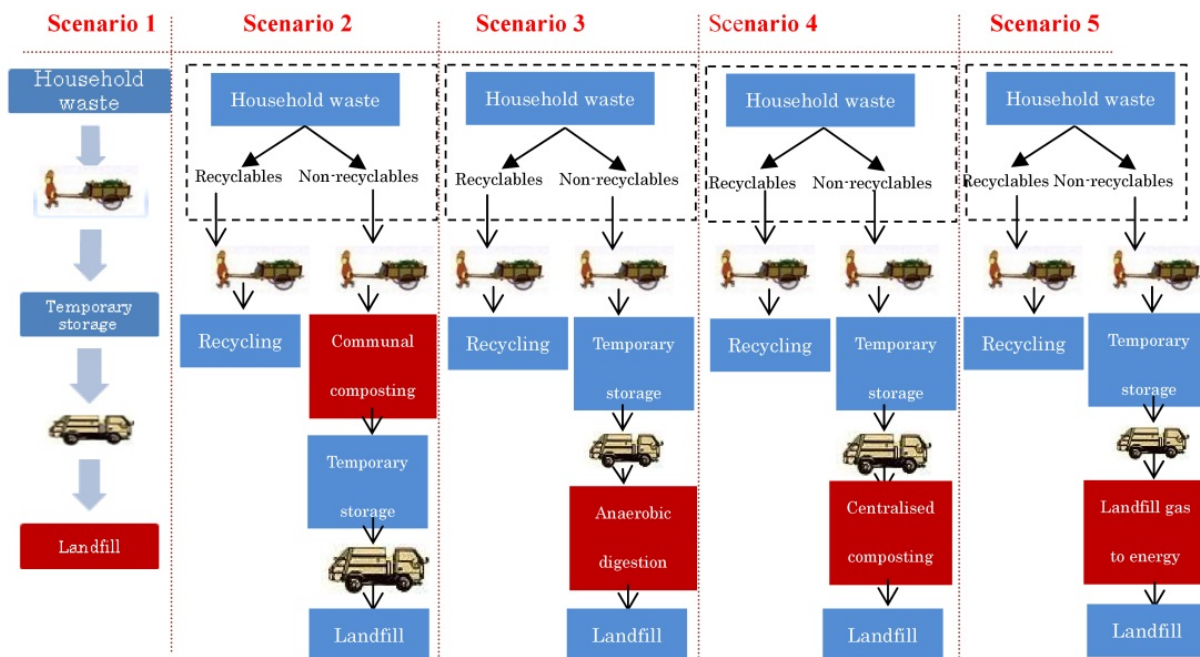 Scenario 1
Household
waste
Temporary
storage
Landfill
Scenario 2
Household waste
Recyclables
Non-recyclables
Recycling
Communal
composting
Temporary
storage
Landfill
Scenario 3
Household waste
Recyclables
Non-recyclables
Recycling
Temporary
storage
Anaerobic
digestion
Landfill
Scenario 4
Household waste
Recyclables
Non-recyclables
Recycling
Temporary
storage
Centralised
composting
Landfill
Scenario 5
Household waste
Recyclables
Non-recyclables
Recycling
Temporary
storage
Landfill gas
to energy
Landfill